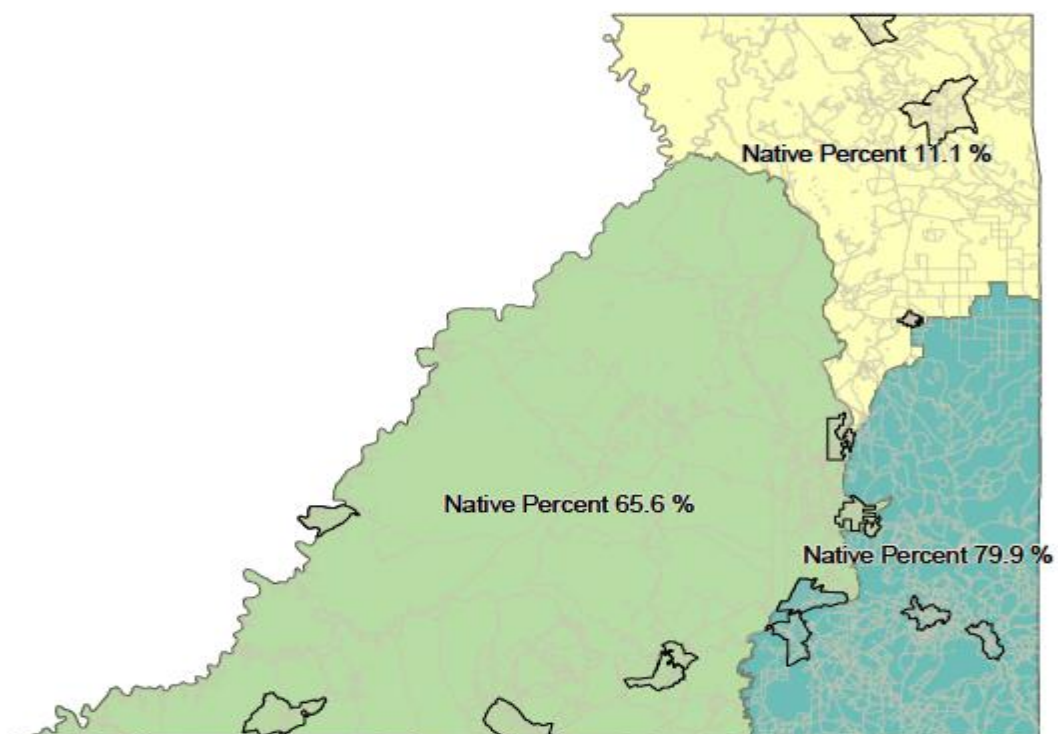 Native Percent 11.1 %
Native Percent 65.6 %
Native Percent 79.9 %